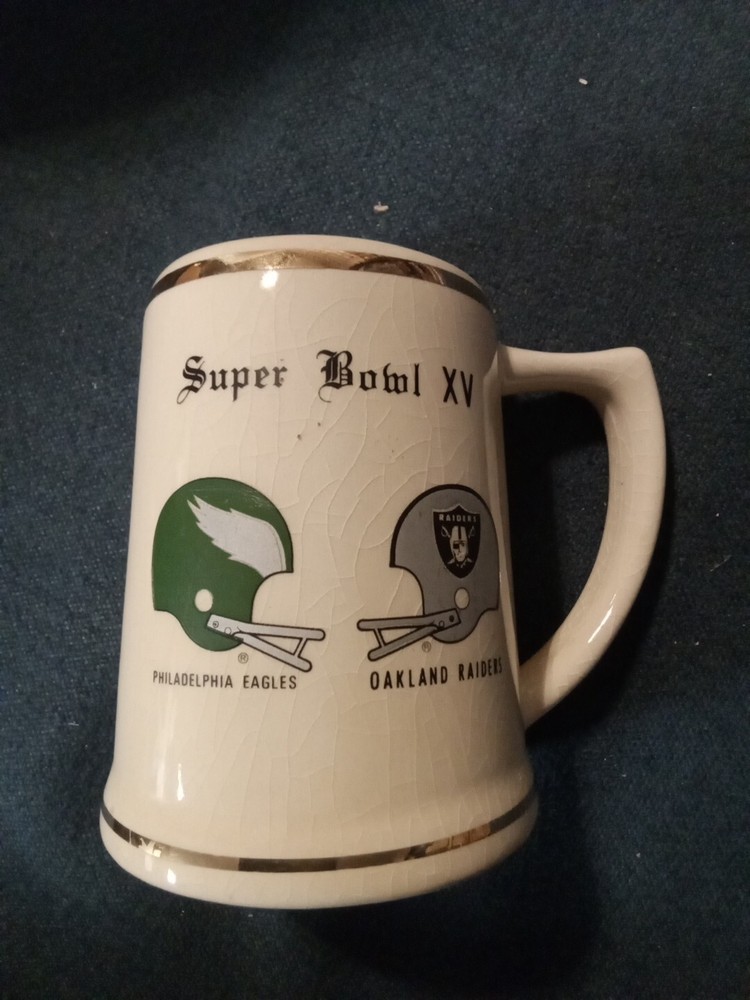 Super Bowl XV
RAIDERS
®
®
PHILADELPHIA EAGLES
OAKLAND RAIDERS